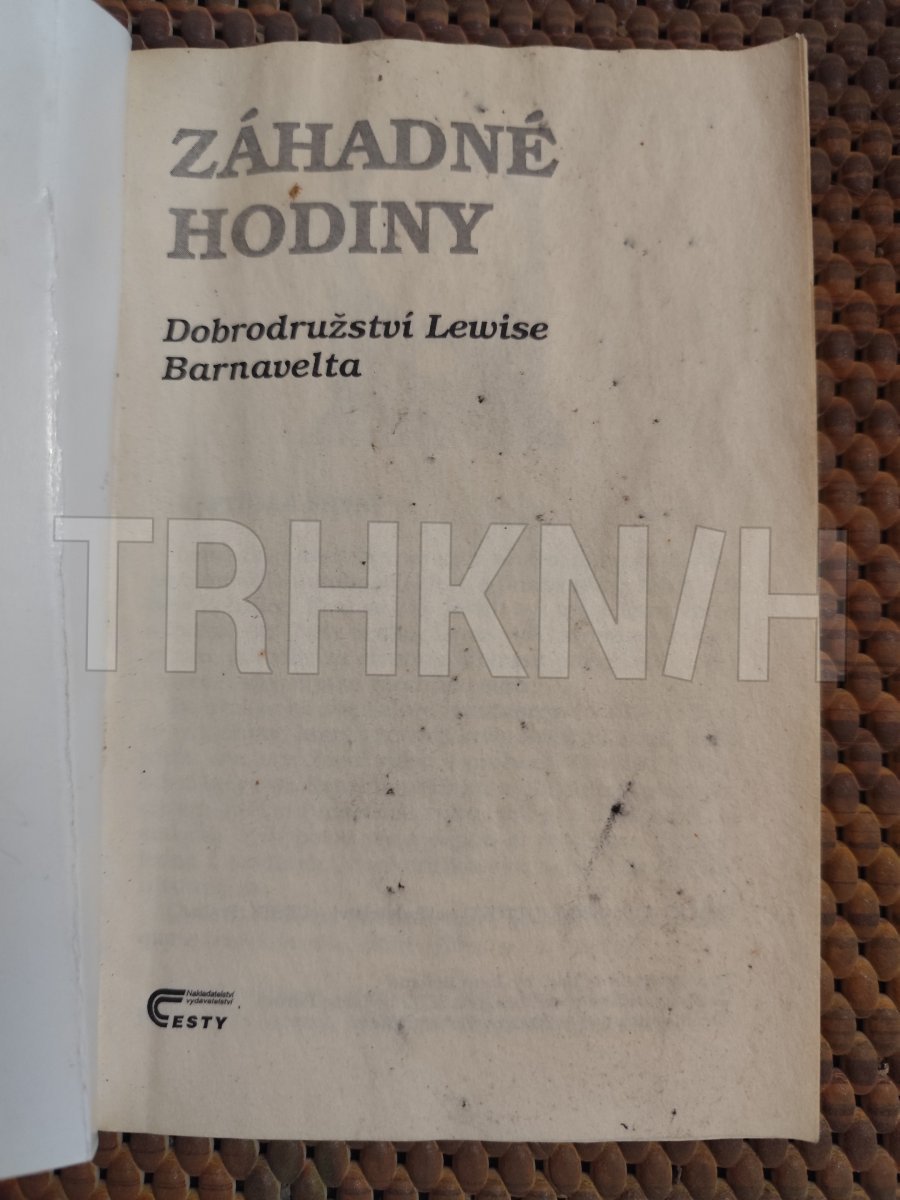 ZÁHADNÉ
HODINY
Dobrodružství Lewise
Barnavelta
TRHKNIH
Nakladatelství
vydavatelství
CESTY